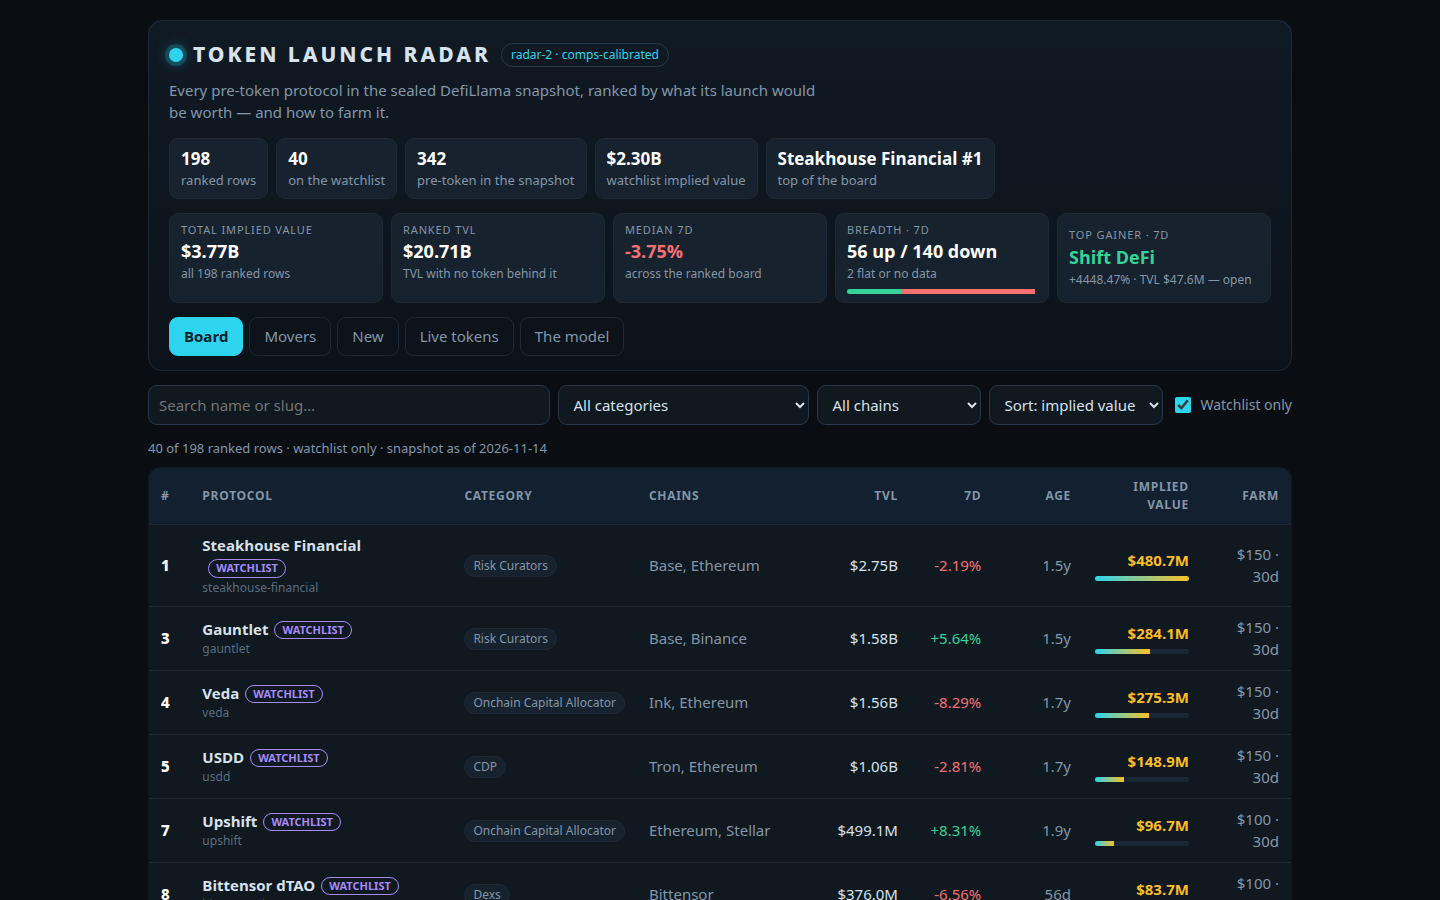 TOKEN LAUNCH RADAR radar-2 · comps-calibrated
Every pre-token protocol in the sealed DefiLlama snapshot, ranked by what its launch would
be worth — and how to farm it.
198 40 342 $2.30B Steakhouse Financial #1
ranked rows on the watchlist pre-token in the snapshot watchlist implied value top of the board
TOTAL IMPLIED VALUE RANKED TVL MEDIAN 7D BREADTH · 7D TOP GAINER · 7D
$3.77B $20.71B -3.75% 56 up / 140 down Shift DeFi
all 198 ranked rows TVL with no token behind it across the ranked board 2 flat or no data +4448.47% · TVL $47.6M — open
Board Movers New Live tokens The model
Search name or slug... All categories All chains Sort: implied value Watchlist only
40 of 198 ranked rows · watchlist only · snapshot as of 2026-11-14
# PROTOCOL CATEGORY CHAINS TVL 7D AGE IMPLIED VALUE FARM
1 Steakhouse Financial WATCHLIST steakhouse-financial Risk Curators Base, Ethereum $2.75B -2.19% 1.5y $480.7M $150 · 30d
3 Gauntlet WATCHLIST gauntlet Risk Curators Base, Binance $1.58B +5.64% 1.5y $284.1M $150 · 30d
4 Veda WATCHLIST veda Onchain Capital Allocator Ink, Ethereum $1.56B -8.29% 1.7y $275.3M $150 · 30d
5 USDD WATCHLIST usdd CDP Tron, Ethereum $1.06B -2.81% 1.7y $148.9M $150 · 30d
7 Upshift WATCHLIST upshift Onchain Capital Allocator Ethereum, Stellar $499.1M +8.31% 1.9y $96.7M $100 · 30d
8 Bittensor dTAO WATCHLIST Dexs Bittensor $376.0M -6.56% 56d $83.7M $100 ·